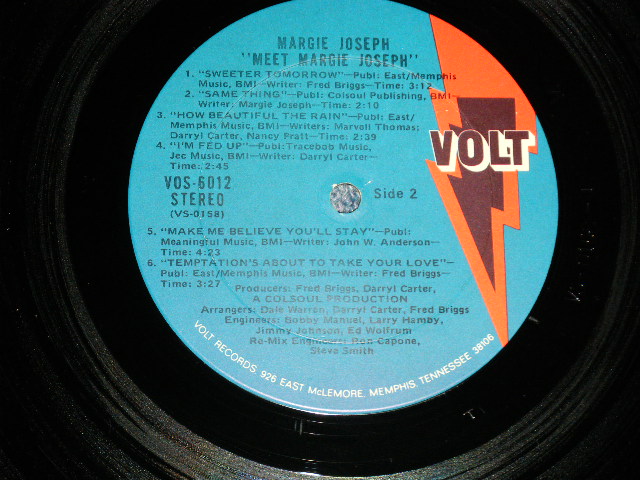 MARGIE JOSEPH
"MEET MARGIE JOSEPH"
1. "SWEETER TOMORROW"—Publ: East/Memphis
Music, BMI—Writer: Fred Briggs—Time: 3:12
2. "SAME THING"—Publ: Colsoul Publishing, BMI—
Writer: Margie Joseph—Time: 2:10
3. "HOW BEAUTIFUL THE RAIN"—Publ: East/
Memphis Music, BMI—Writers: Marvell Thomas;
Darryl Carter, Nancy Pratt—Time: 2:39
4. "I'M FED UP"—Publ:Tracebob Music,
Jec Music, BMI—Writer: Darryl Carter—
Time: 2:45
VOS-6012
STEREO
(VS-0158)
Side 2
VOLT
5. "MAKE ME BELIEVE YOU'LL STAY"—Publ:
Meaningful Music, BMI—Writer: John W. Anderson—
Time: 4:23
6. "TEMPTATION'S ABOUT TO TAKE YOUR LOVE"—
Publ: East/Memphis Music, BMI—Writer: Fred Briggs—
Time: 3:27
Producers: Fred Briggs, Darryl Carter,
A COLSOUL PRODUCTION
Arrangers: Dale Warren, Darryl Carter, Fred Briggs
Engineers: Bobby Manuel, Larry Hamby,
Jimmy Johnson, Ed Wolfrum
Re-Mix Engineers: Ron Capone,
Steve Smith
VOLT RECORDS, 926 EAST McLEMORE, MEMPHIS, TENNESSEE 38106